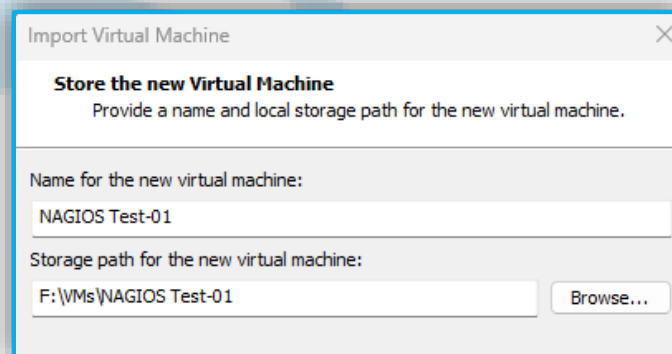 Import Virtual Machine
Store the new Virtual Machine
Provide a name and local storage path for the new virtual machine.
Name for the new virtual machine:
NAGIOS Test-01
Storage path for the new virtual machine:
F:\VMs\NAGIOS Test-01
Browse...